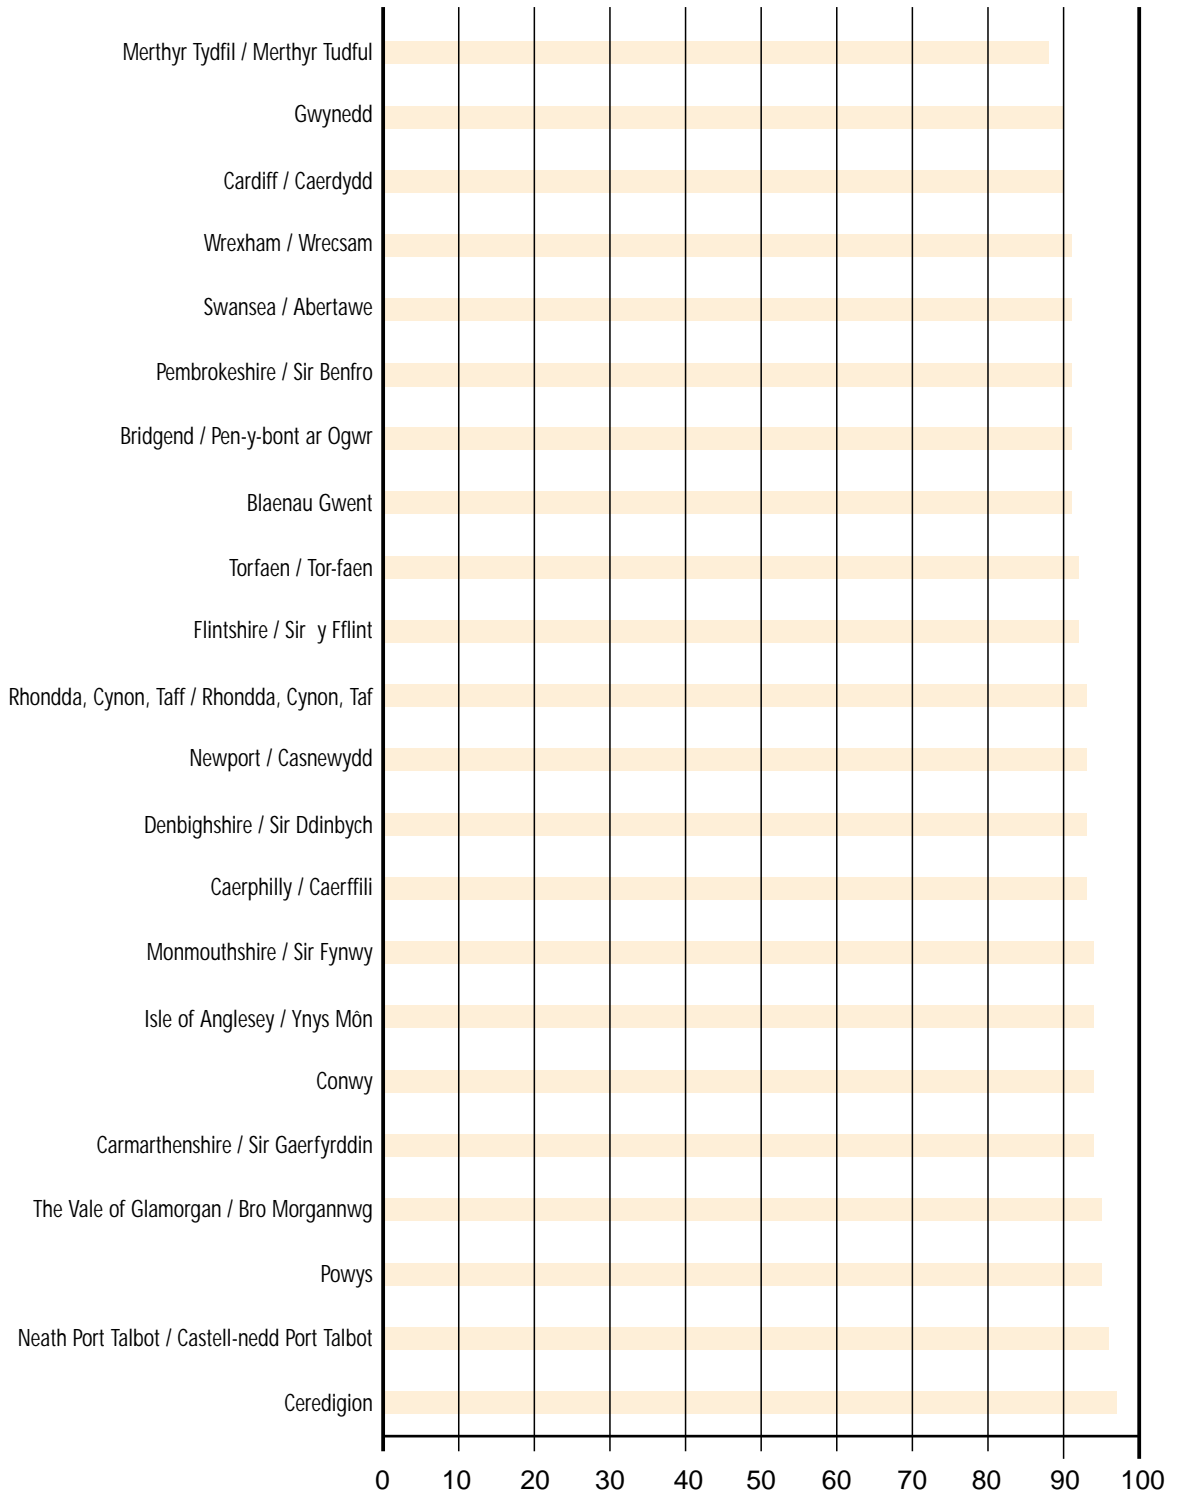 Merthyr Tydfil / Merthyr Tudful
Gwynedd
Cardiff / Caerdydd
Wrexham / Wrecsam
Swansea / Abertawe
Pembrokeshire / Sir Benfro
Bridgend / Pen-y-bont ar Ogwr
Blaenau Gwent
Torfaen / Tor-faen
Flintshire / Sir y Fflint
Rhondda, Cynon, Taff / Rhondda, Cynon, Taf
Newport / Casnewydd
Denbighshire / Sir Ddinbych
Caerphilly / Caerffili
Monmouthshire / Sir Fynwy
Isle of Anglesey / Ynys Môn
Conwy
Carmarthenshire / Sir Gaerfyrddin
The Vale of Glamorgan / Bro Morgannwg
Powys
Neath Port Talbot / Castell-nedd Port Talbot
Ceredigion
0 10 20 30 40 50 60 70 80 90 100